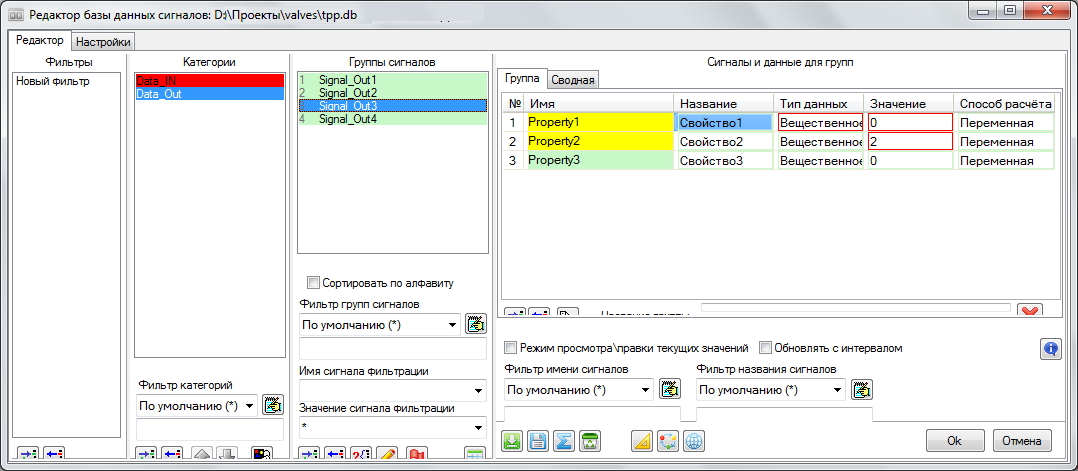 Редактор базы данных сигналов: D:\Проекты\valves\tpp.db
Редактор
Настройки
Фильтры
Новый фильтр
Категории
Data_IN
Data_Out
Фильтр категорий
По умолчанию (*)
Группы сигналов
1 Signal_Out1
2 Signal_Out2
Signal_Out3
4 Signal_Out4
Сортировать по алфавиту
Фильтр групп сигналов
По умолчанию (*)
Имя сигнала фильтрации
Значение сигнала фильтрации
*
Сигналы и данные для групп
Группа
Сводная
№ Имя Название Тип данных Значение Способ расчёта
1 Property1 Свойство1 Вещественное 0 Переменная
2 Property2 Свойство2 Вещественное 2 Переменная
3 Property3 Свойство3 Вещественное 0 Переменная
Название группы
Режим просмотра\правки текущих значений
Обновлять с интервалом
Фильтр имени сигналов
По умолчанию (*)
Фильтр названия сигналов
По умолчанию (*)
Ok
Отмена